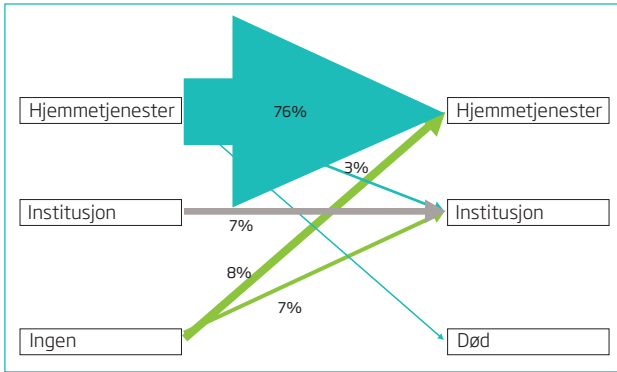 Hjemmetjenester
76%
Hjemmetjenester
3%
Institusjon
7%
Institusjon
8%
7%
Ingen
Død